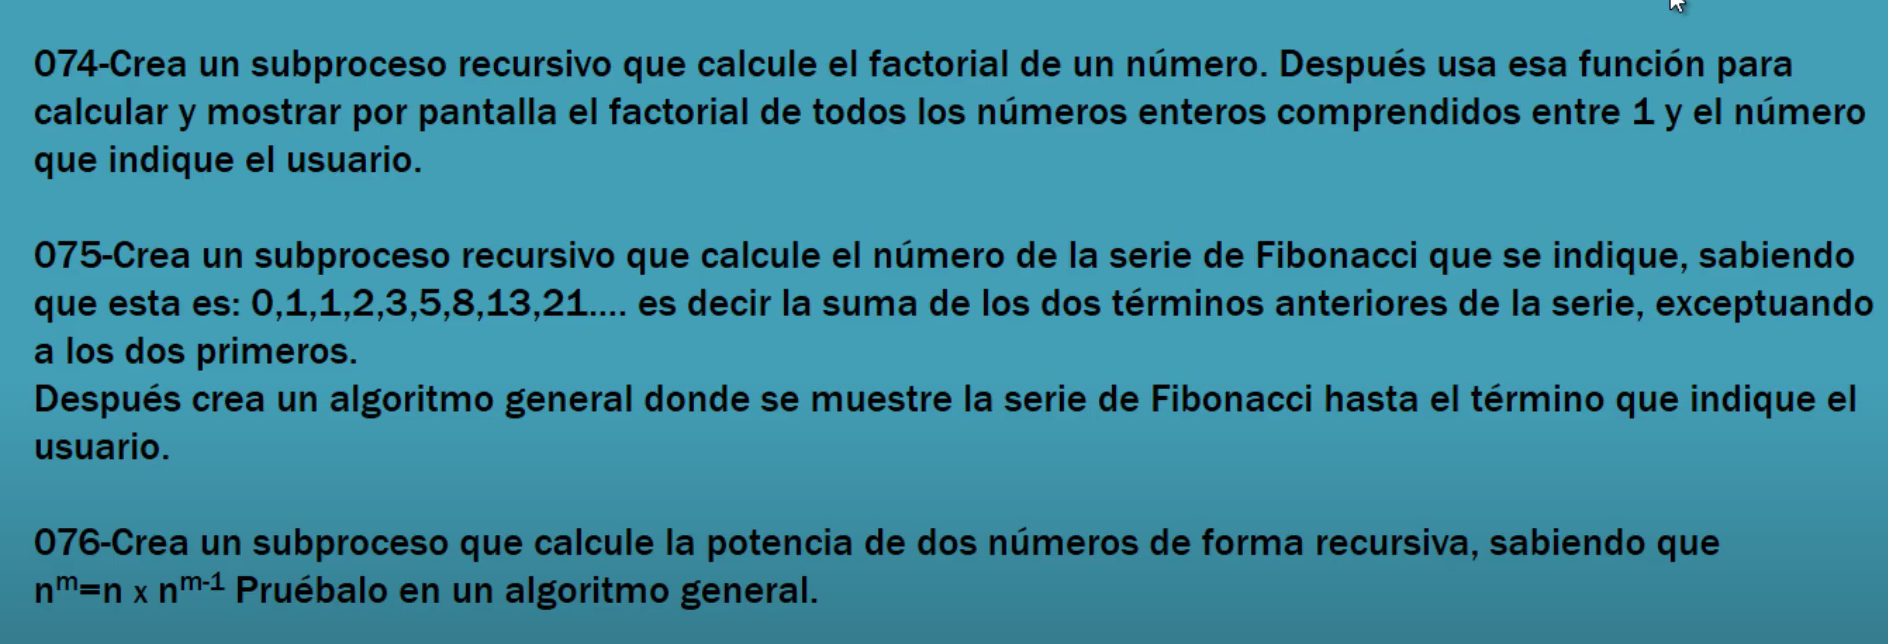 074-Crea un subproceso recursivo que calcule el factorial de un número. Después usa esa función para
calcular y mostrar por pantalla el factorial de todos los números enteros comprendidos entre 1 y el número
que indique el usuario.
075-Crea un subproceso recursivo que calcule el número de la serie de Fibonacci que se indique, sabiendo
que esta es: 0,1,1,2,3,5,8,13,21.... es decir la suma de los dos términos anteriores de la serie, exceptuando
a los dos primeros.
Después crea un algoritmo general donde se muestre la serie de Fibonacci hasta el término que indique el
usuario.
076-Crea un subproceso que calcule la potencia de dos números de forma recursiva, sabiendo que
nᵐ=n x nᵐ⁻¹ Pruébalo en un algoritmo general.